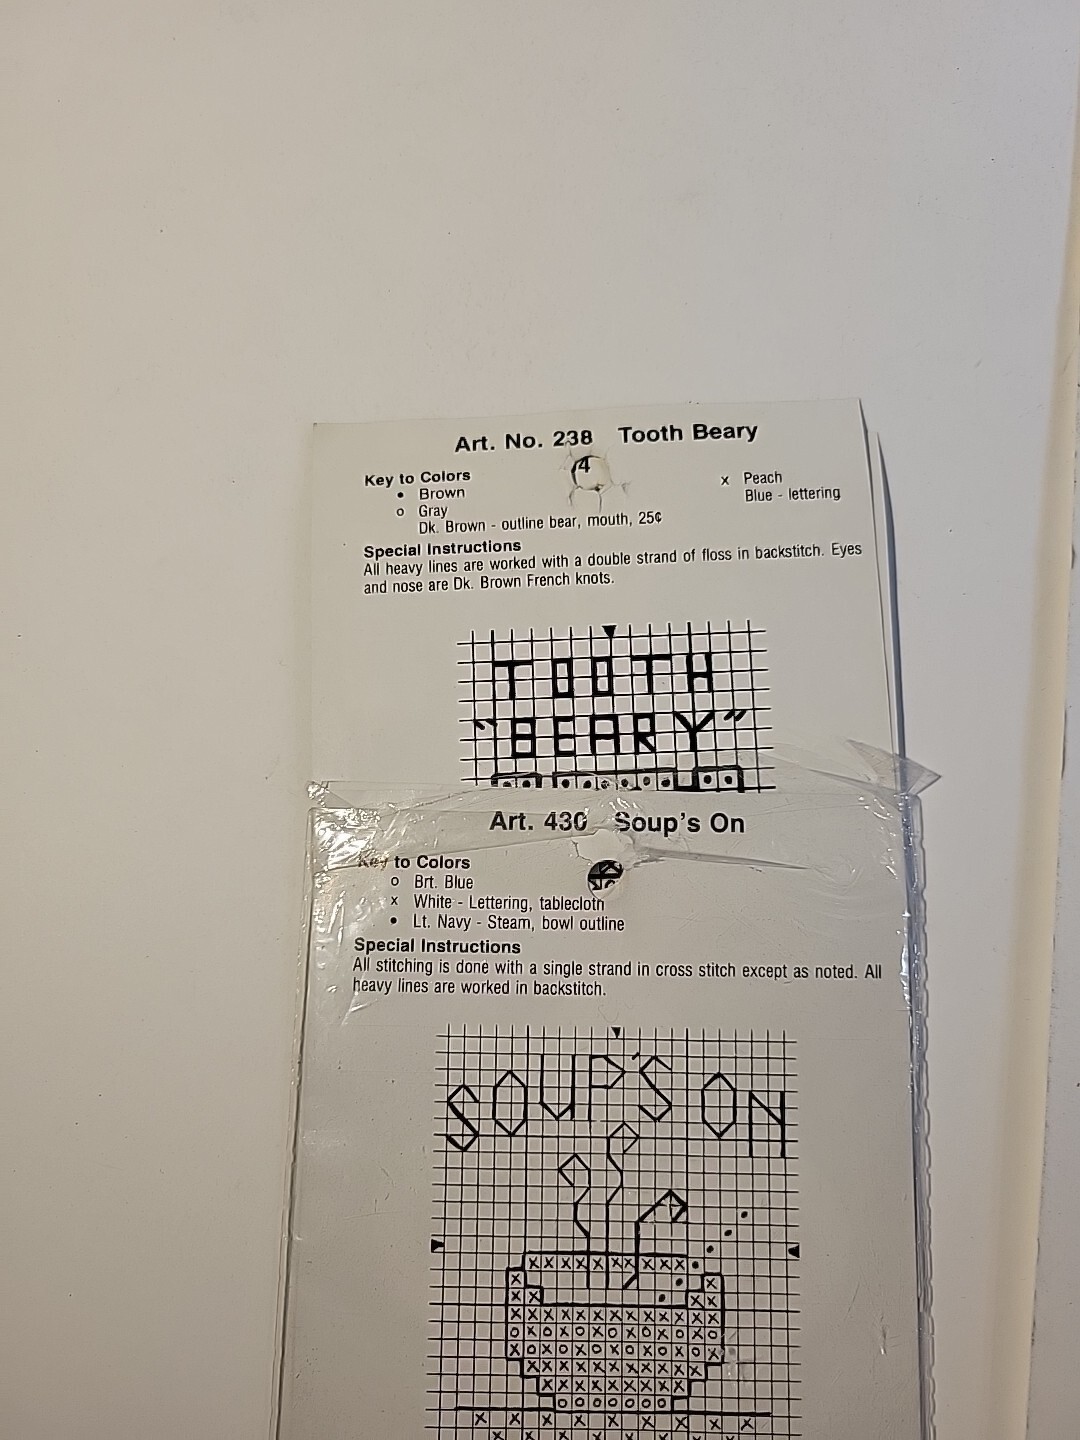 Art. No. 238 Tooth Beary
Key to Colors
• Brown
o Gray
Dk. Brown - outline bear, mouth, 25¢
x Peach
Blue - lettering
4
Special Instructions
All heavy lines are worked with a double strand of floss in backstitch. Eyes
and nose are Dk. Brown French knots.
TOOTH
"BEARY"
Art. 430 Soup's On
Key to Colors
o Brt. Blue
x White - Lettering, tablecloth
• Lt. Navy - Steam, bowl outline
Special Instructions
All stitching is done with a single strand in cross stitch except as noted. All
heavy lines are worked in backstitch.
SOUP'S ON